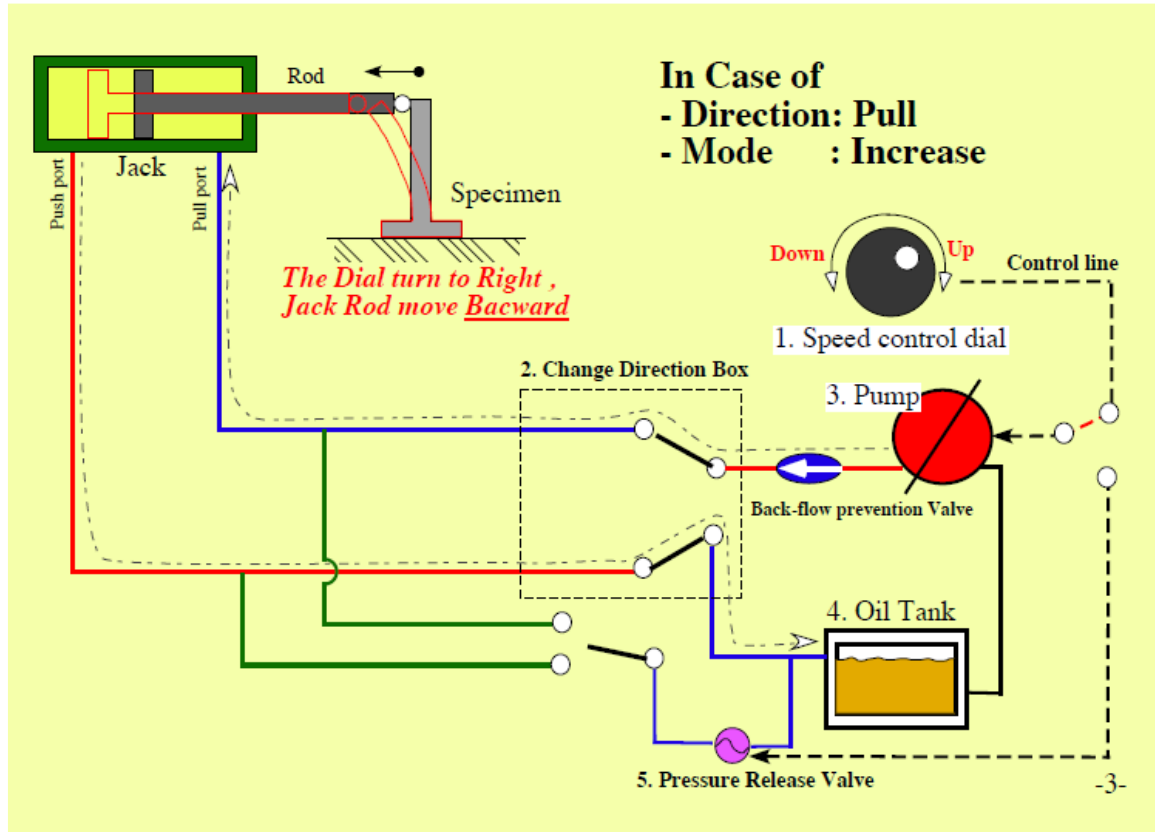 In Case of
- Direction: Pull
- Mode : Increase
Rod
Jack
Push port
Pull port
Specimen
The Dial turn to Right ,
Jack Rod move Bacward
Down
Up
Control line
1. Speed control dial
2. Change Direction Box
3. Pump
Back-flow prevention Valve
4. Oil Tank
5. Pressure Release Valve
-3-